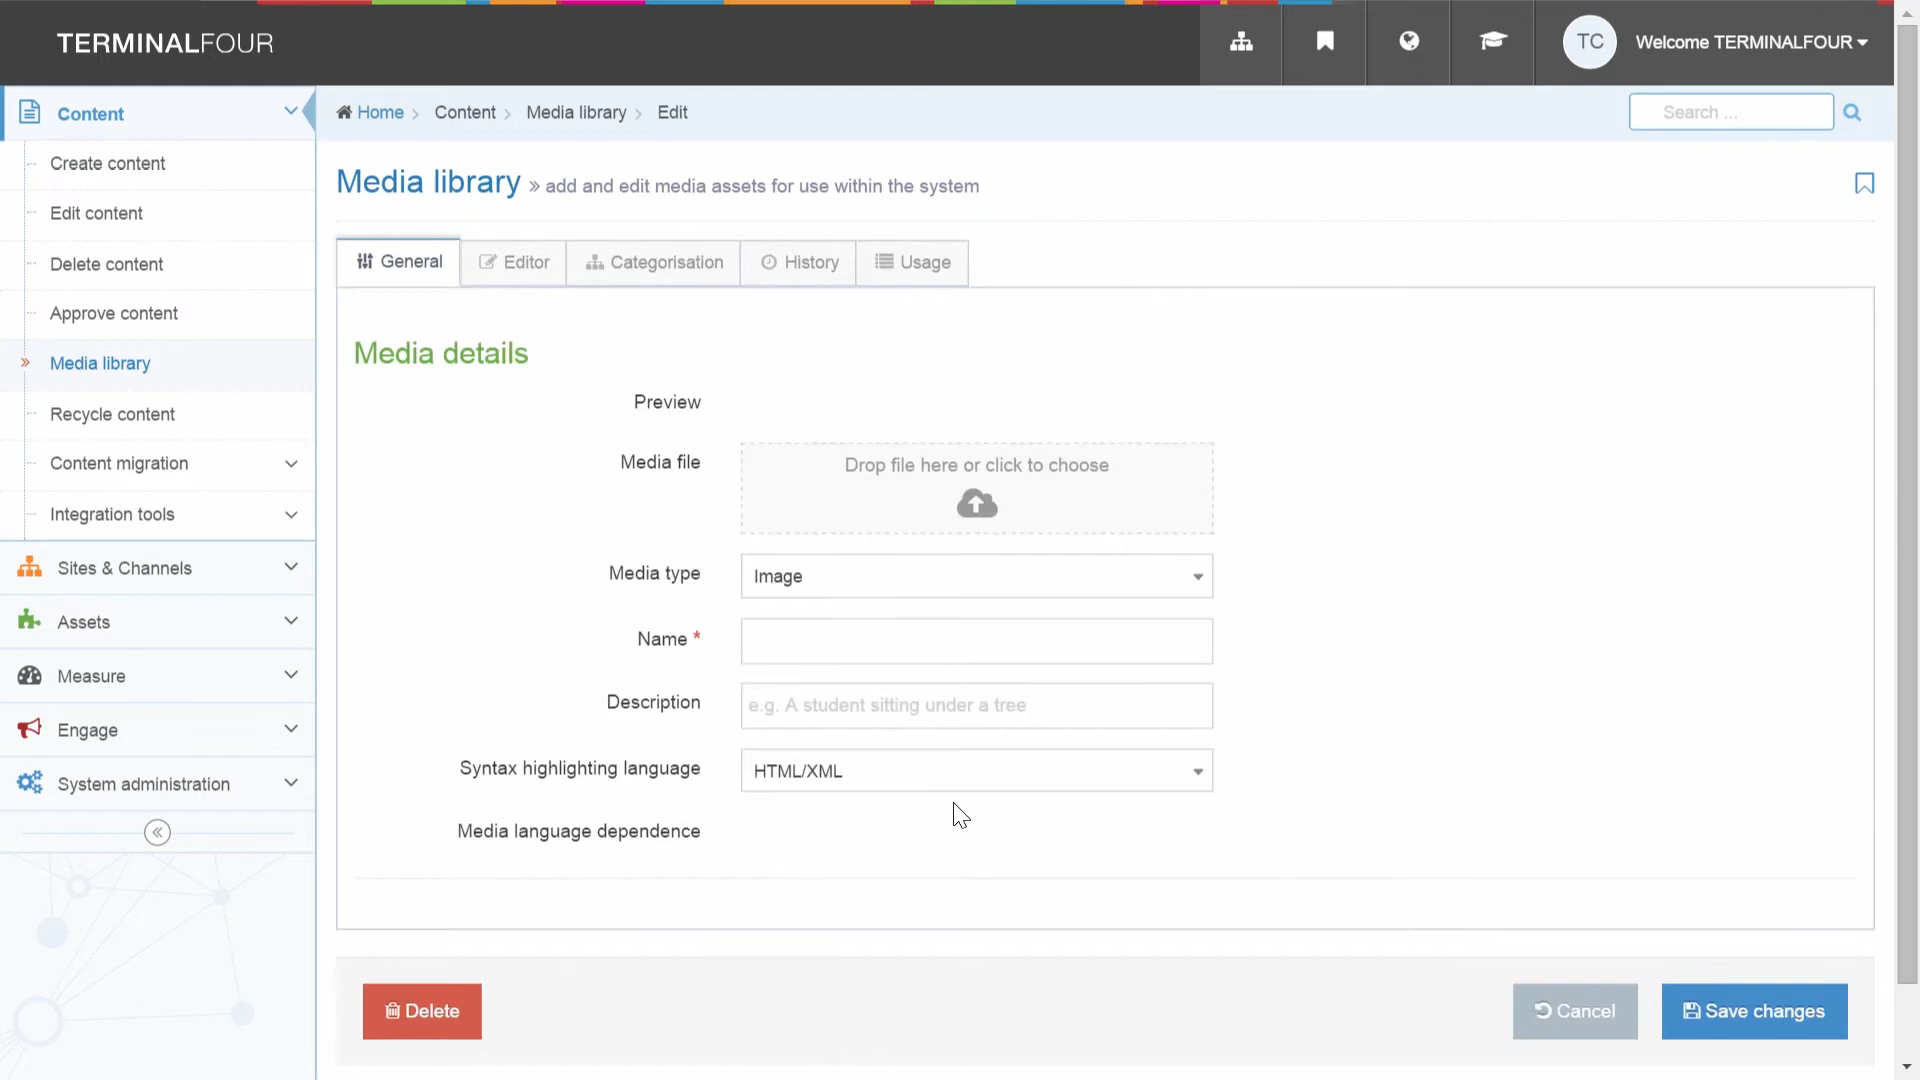 TERMINALFOUR
TC
Welcome TERMINALFOUR
Content
Create content
Edit content
Delete content
Approve content
Media library
Recycle content
Content migration
Integration tools
Sites & Channels
Assets
Measure
Engage
System administration
Home
Content
Media library
Edit
Search ...
Media library » add and edit media assets for use within the system
General
Editor
Categorisation
History
Usage
Media details
Preview
Media file
Drop file here or click to choose
Media type
Image
Name *
Description
e.g. A student sitting under a tree
Syntax highlighting language
HTML/XML
Media language dependence
Delete
Cancel
Save changes